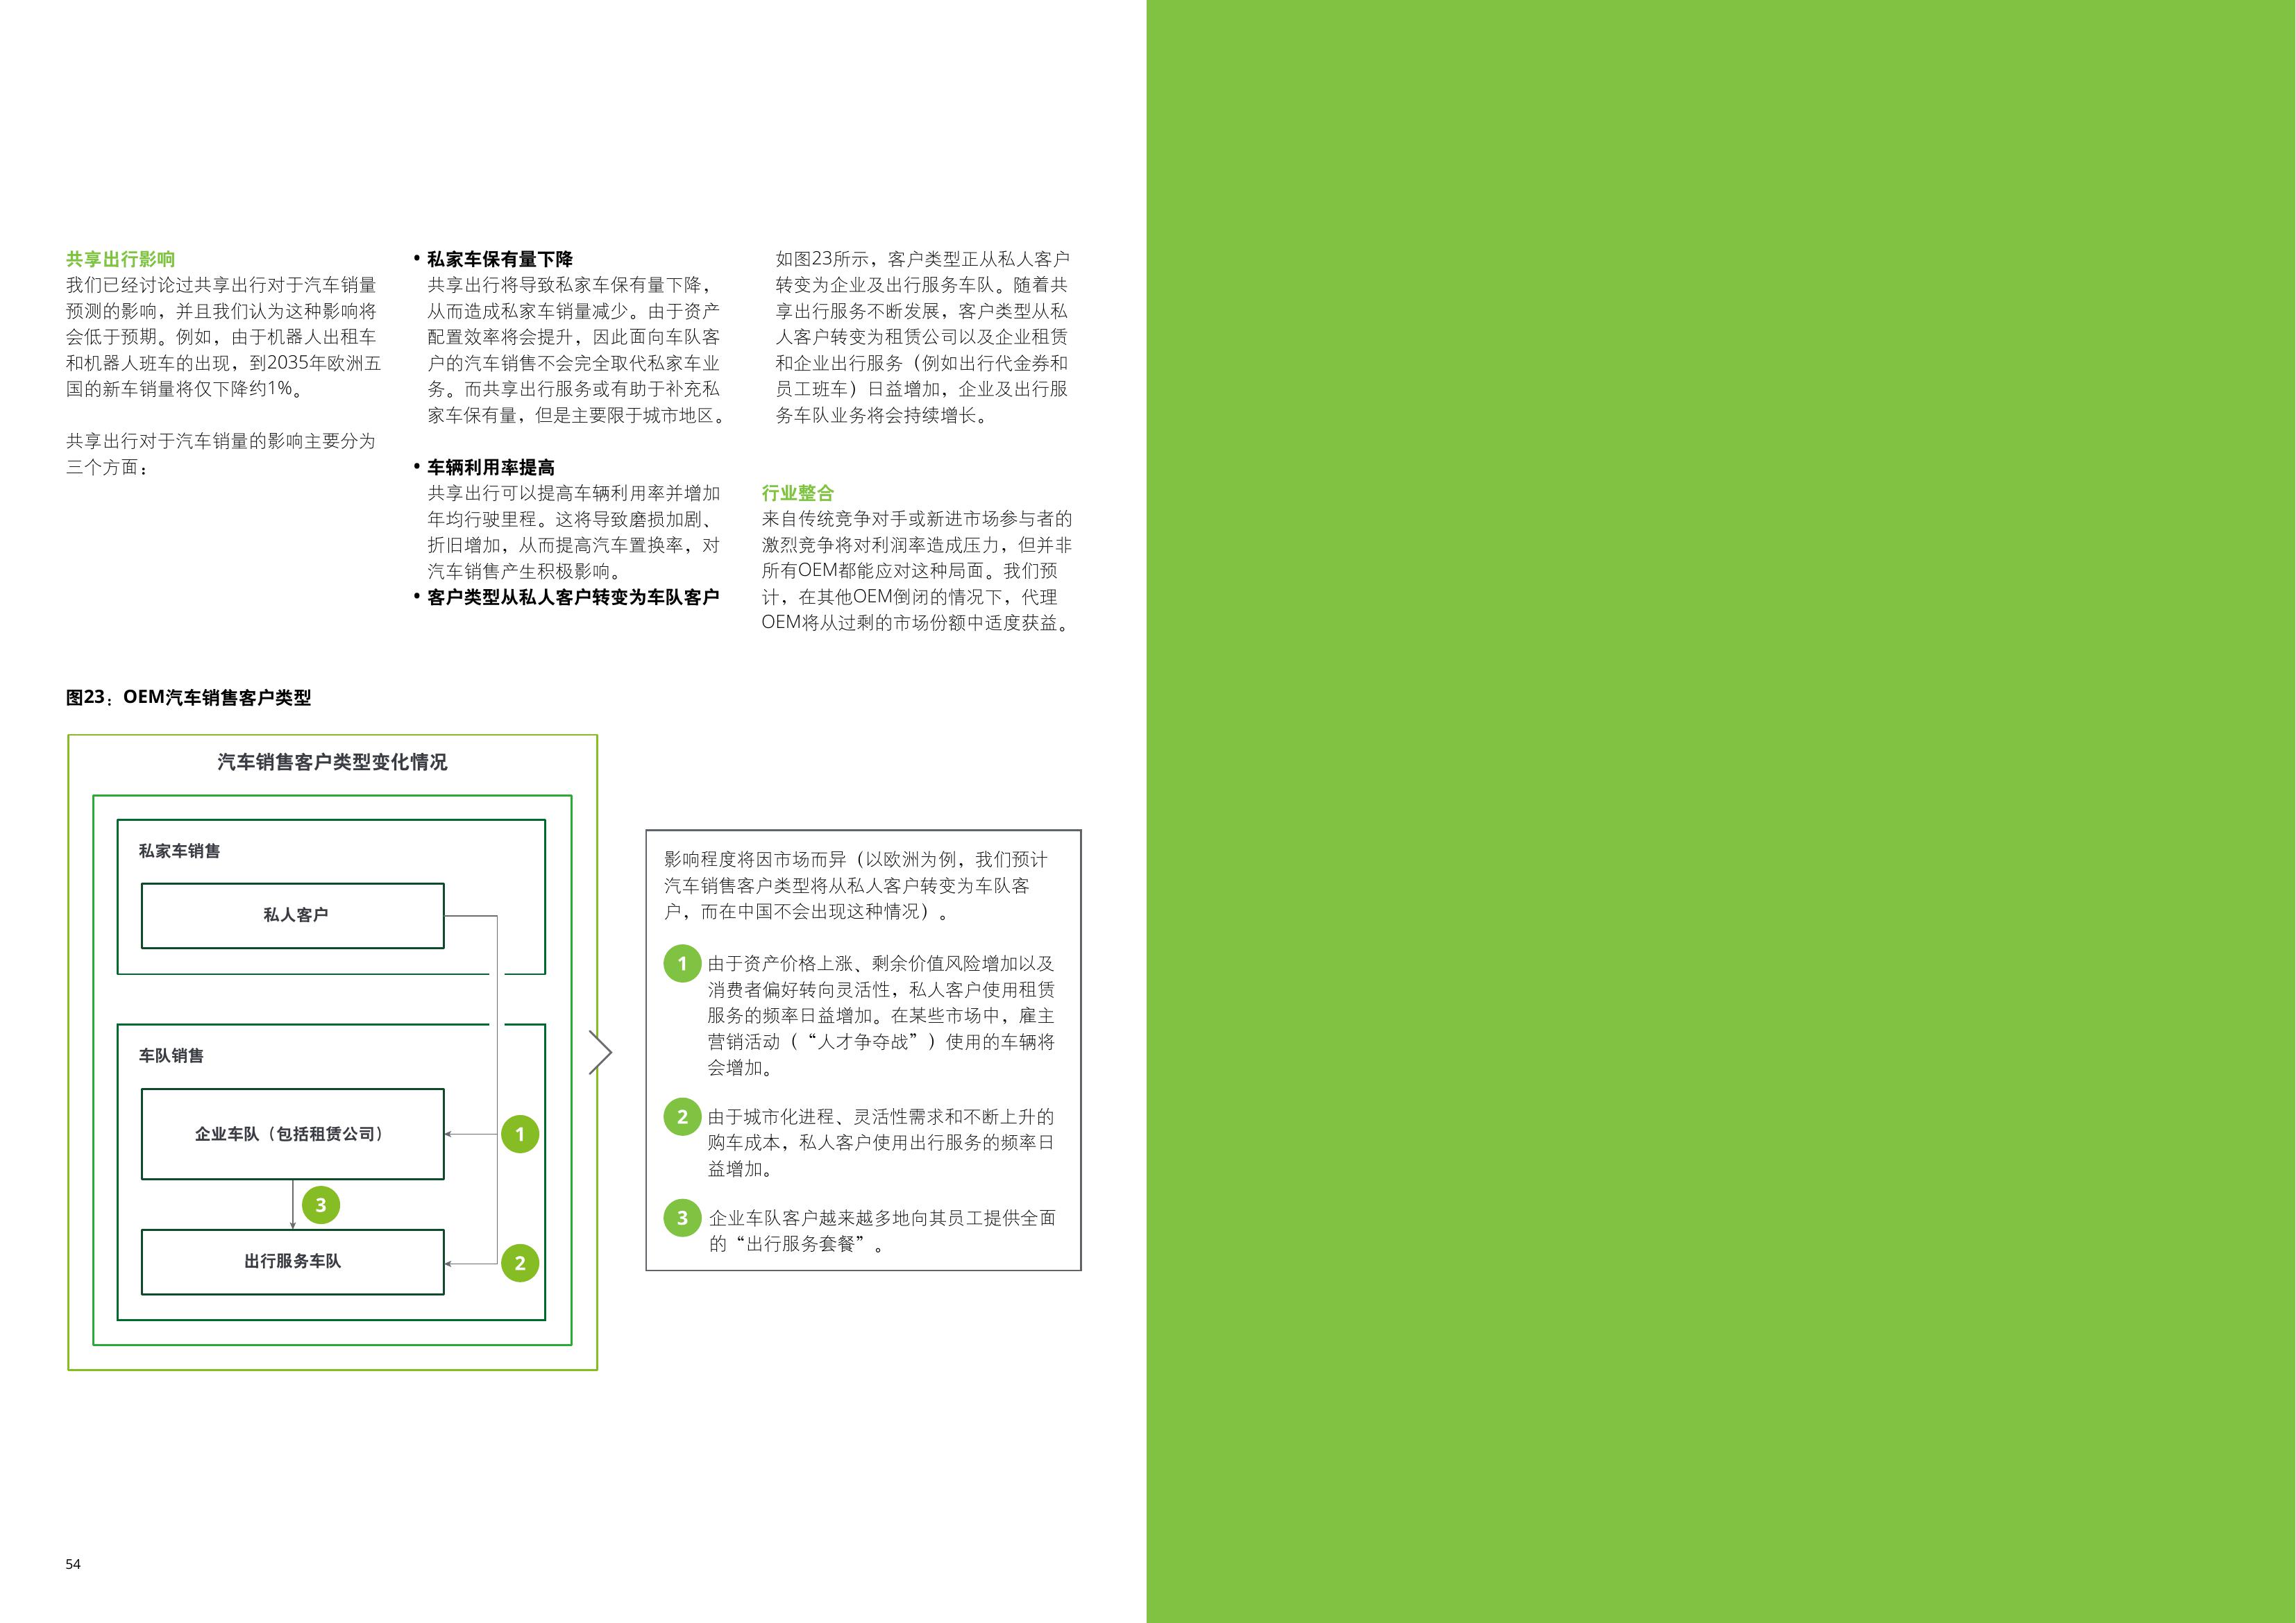 共享出行影响
我们已经讨论过共享出行对于汽车销量
预测的影响，并且我们认为这种影响将
会低于预期。例如，由于机器人出租车
和机器人班车的出现，到2035年欧洲五
国的新车销量将仅下降约1%。
共享出行对于汽车销量的影响主要分为
三个方面：
• 私家车保有量下降
共享出行将导致私家车保有量下降，
从而造成私家车销量减少。由于资产
配置效率将会提升，因此面向车队客
户的汽车销售不会完全取代私家车业
务。而共享出行服务或有助于补充私
家车保有量，但是主要限于城市地区。
• 车辆利用率提高
共享出行可以提高车辆利用率并增加
年均行驶里程。这将导致磨损加剧、
折旧增加，从而提高汽车置换率，对
汽车销售产生积极影响。
• 客户类型从私人客户转变为车队客户
如图23所示，客户类型正从私人客户
转变为企业及出行服务车队。随着共
享出行服务不断发展，客户类型从私
人客户转变为租赁公司以及企业租赁
和企业出行服务（例如出行代金券和
员工班车）日益增加，企业及出行服
务车队业务将会持续增长。
行业整合
来自传统竞争对手或新进市场参与者的
激烈竞争将对利润率造成压力，但并非
所有OEM都能应对这种局面。我们预
计，在其他OEM倒闭的情况下，代理
OEM将从过剩的市场份额中适度获益。
图23：OEM汽车销售客户类型
汽车销售客户类型变化情况
私家车销售
私人客户
车队销售
企业车队（包括租赁公司）
1
3
出行服务车队
2
影响程度将因市场而异（以欧洲为例，我们预计
汽车销售客户类型将从私人客户转变为车队客
户，而在中国不会出现这种情况）。
1 由于资产价格上涨、剩余价值风险增加以及
消费者偏好转向灵活性，私人客户使用租赁
服务的频率日益增加。在某些市场中，雇主
营销活动（“人才争夺战”）使用的车辆将
会增加。
2 由于城市化进程、灵活性需求和不断上升的
购车成本，私人客户使用出行服务的频率日
益增加。
3 企业车队客户越来越多地向其员工提供全面
的“出行服务套餐”。
54